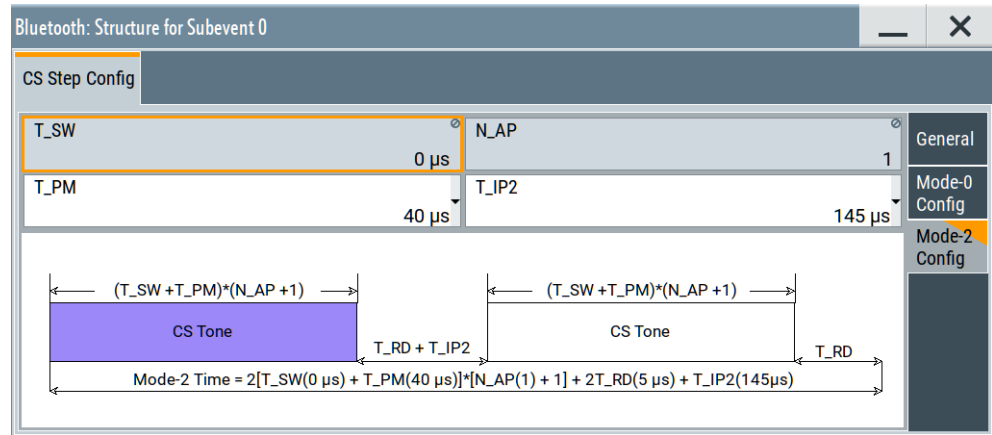 Bluetooth: Structure for Subevent 0
CS Step Config
T_SW
0 µs
N_AP
1
General
T_PM
40 µs
T_IP2
145 µs
Mode-0
Config
Mode-2
Config
(T_SW +T_PM)*(N_AP +1)
(T_SW +T_PM)*(N_AP +1)
CS Tone
CS Tone
T_RD + T_IP2
T_RD
Mode-2 Time = 2[T_SW(0 µs) + T_PM(40 µs)]*[N_AP(1) + 1] + 2T_RD(5 µs) + T_IP2(145µs)